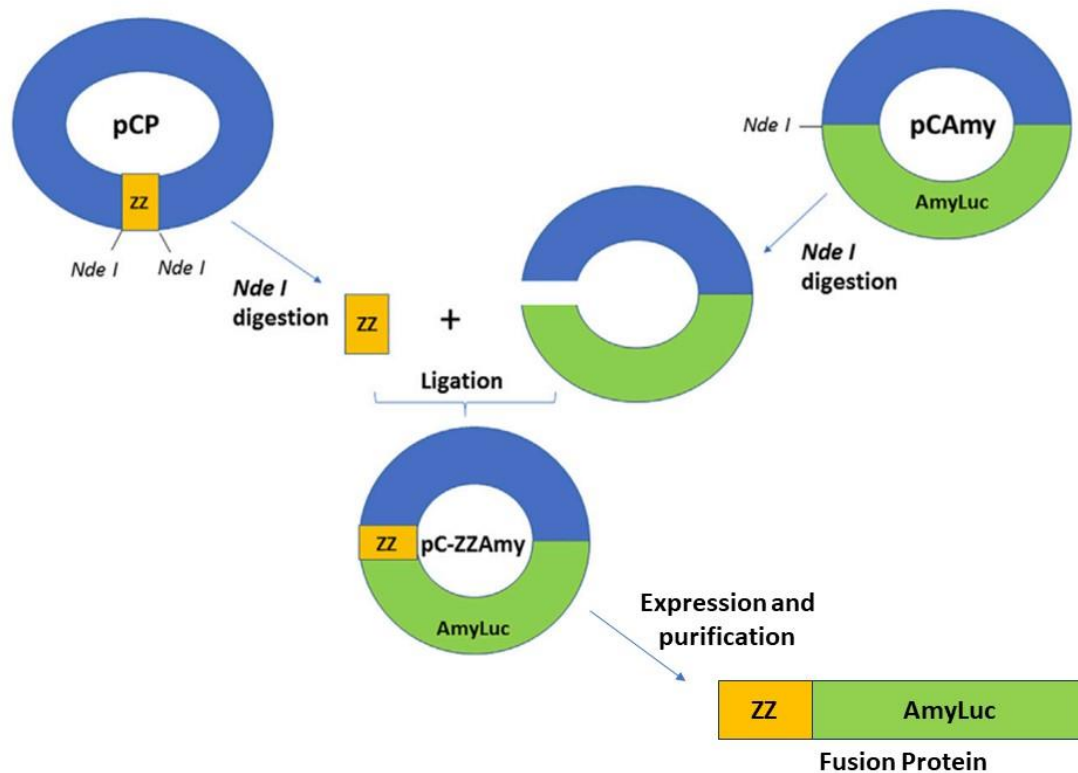 pCP
ZZ
Nde I
Nde I
Nde I
pCAmy
AmyLuc
Nde I
digestion
ZZ
+
Nde I
digestion
Ligation
ZZ
pC-ZZAmy
AmyLuc
Expression and
purification
ZZ
AmyLuc
Fusion Protein